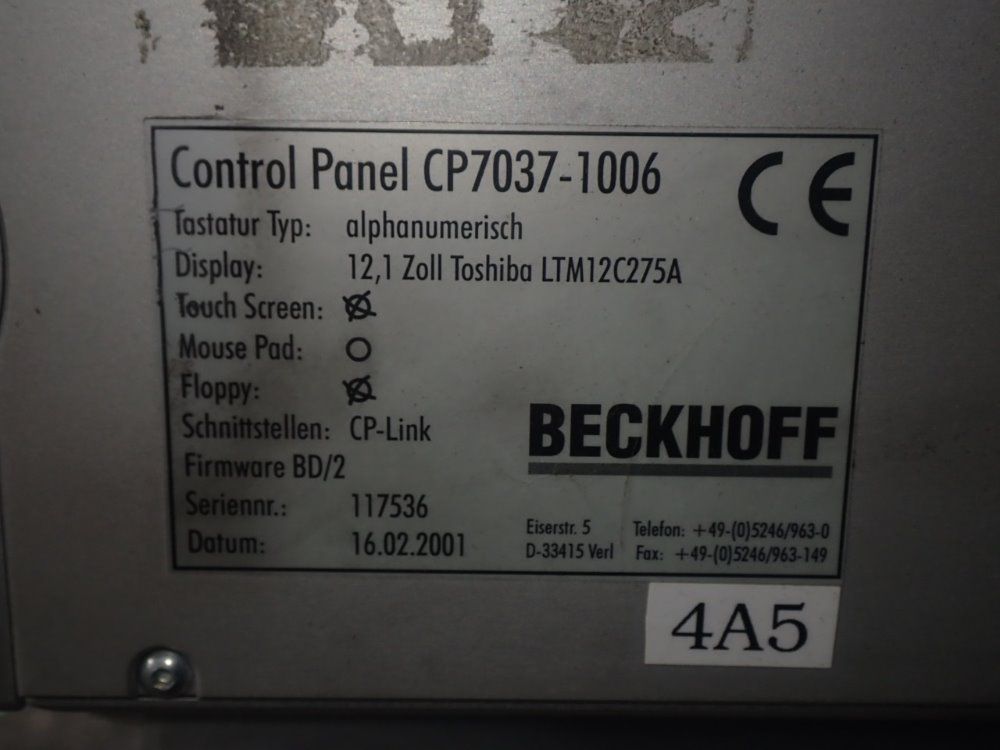 Control Panel CP7037-1006
CE
Tastatur Typ: alphanumerisch
Display: 12,1 Zoll Toshiba LTM12C275A
Touch Screen:
Mouse Pad:
Floppy:
Schnittstellen: CP-Link
Firmware BD/2
Seriennr.: 117536
Datum: 16.02.2001
BECKHOFF
Eiserstr. 5 Telefon: +49-(0)5246/963-0
D-33415 Verl Fax: +49-(0)5246/963-149
4A5